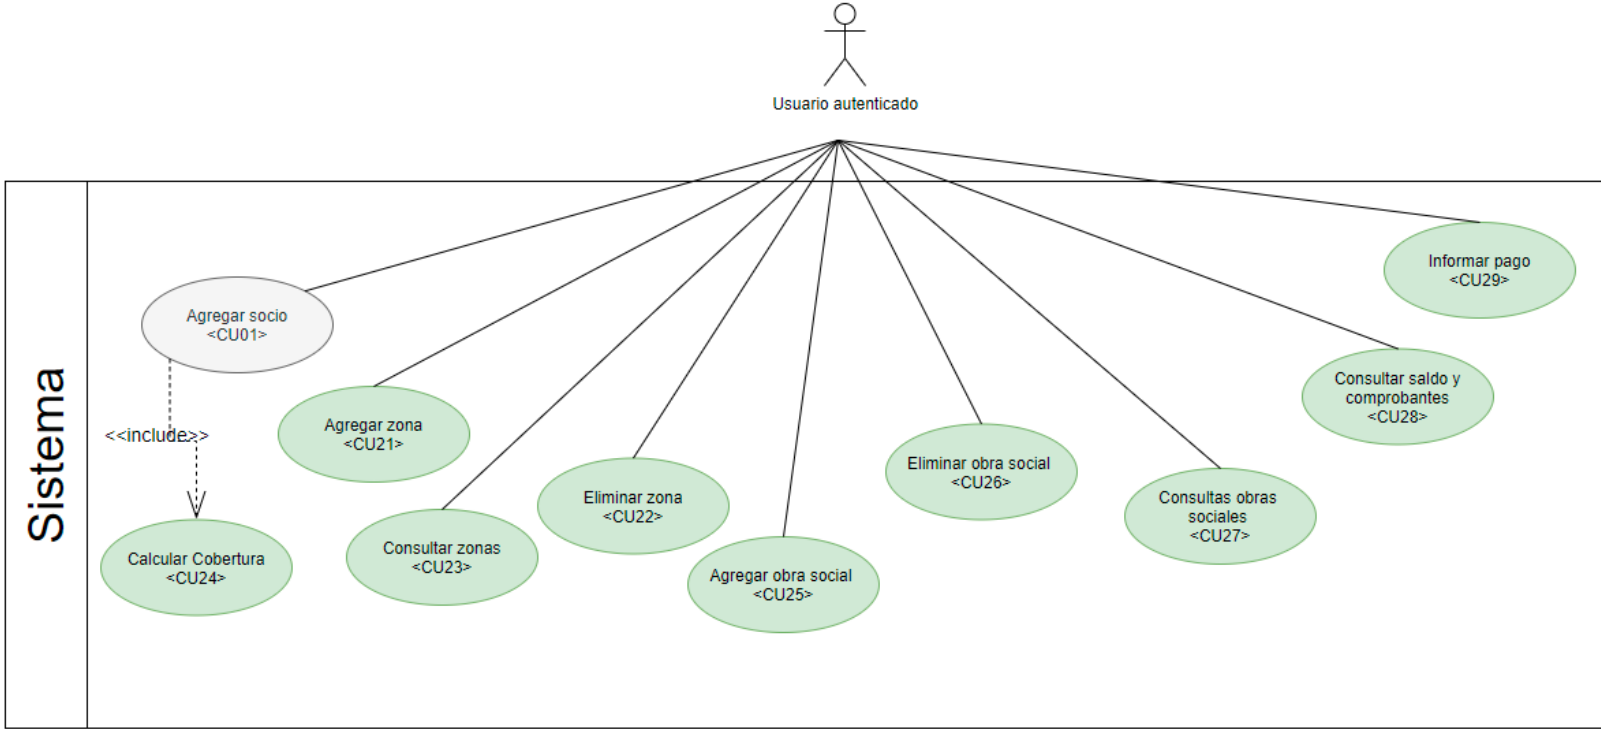 Usuario autenticado
Sistema
Agregar socio
<CU01>
<<include>>
Calcular Cobertura
<CU24>
Agregar zona
<CU21>
Consultar zonas
<CU23>
Eliminar zona
<CU22>
Agregar obra social
<CU25>
Eliminar obra social
<CU26>
Consultas obras
sociales
<CU27>
Consultar saldo y
comprobantes
<CU28>
Informar pago
<CU29>